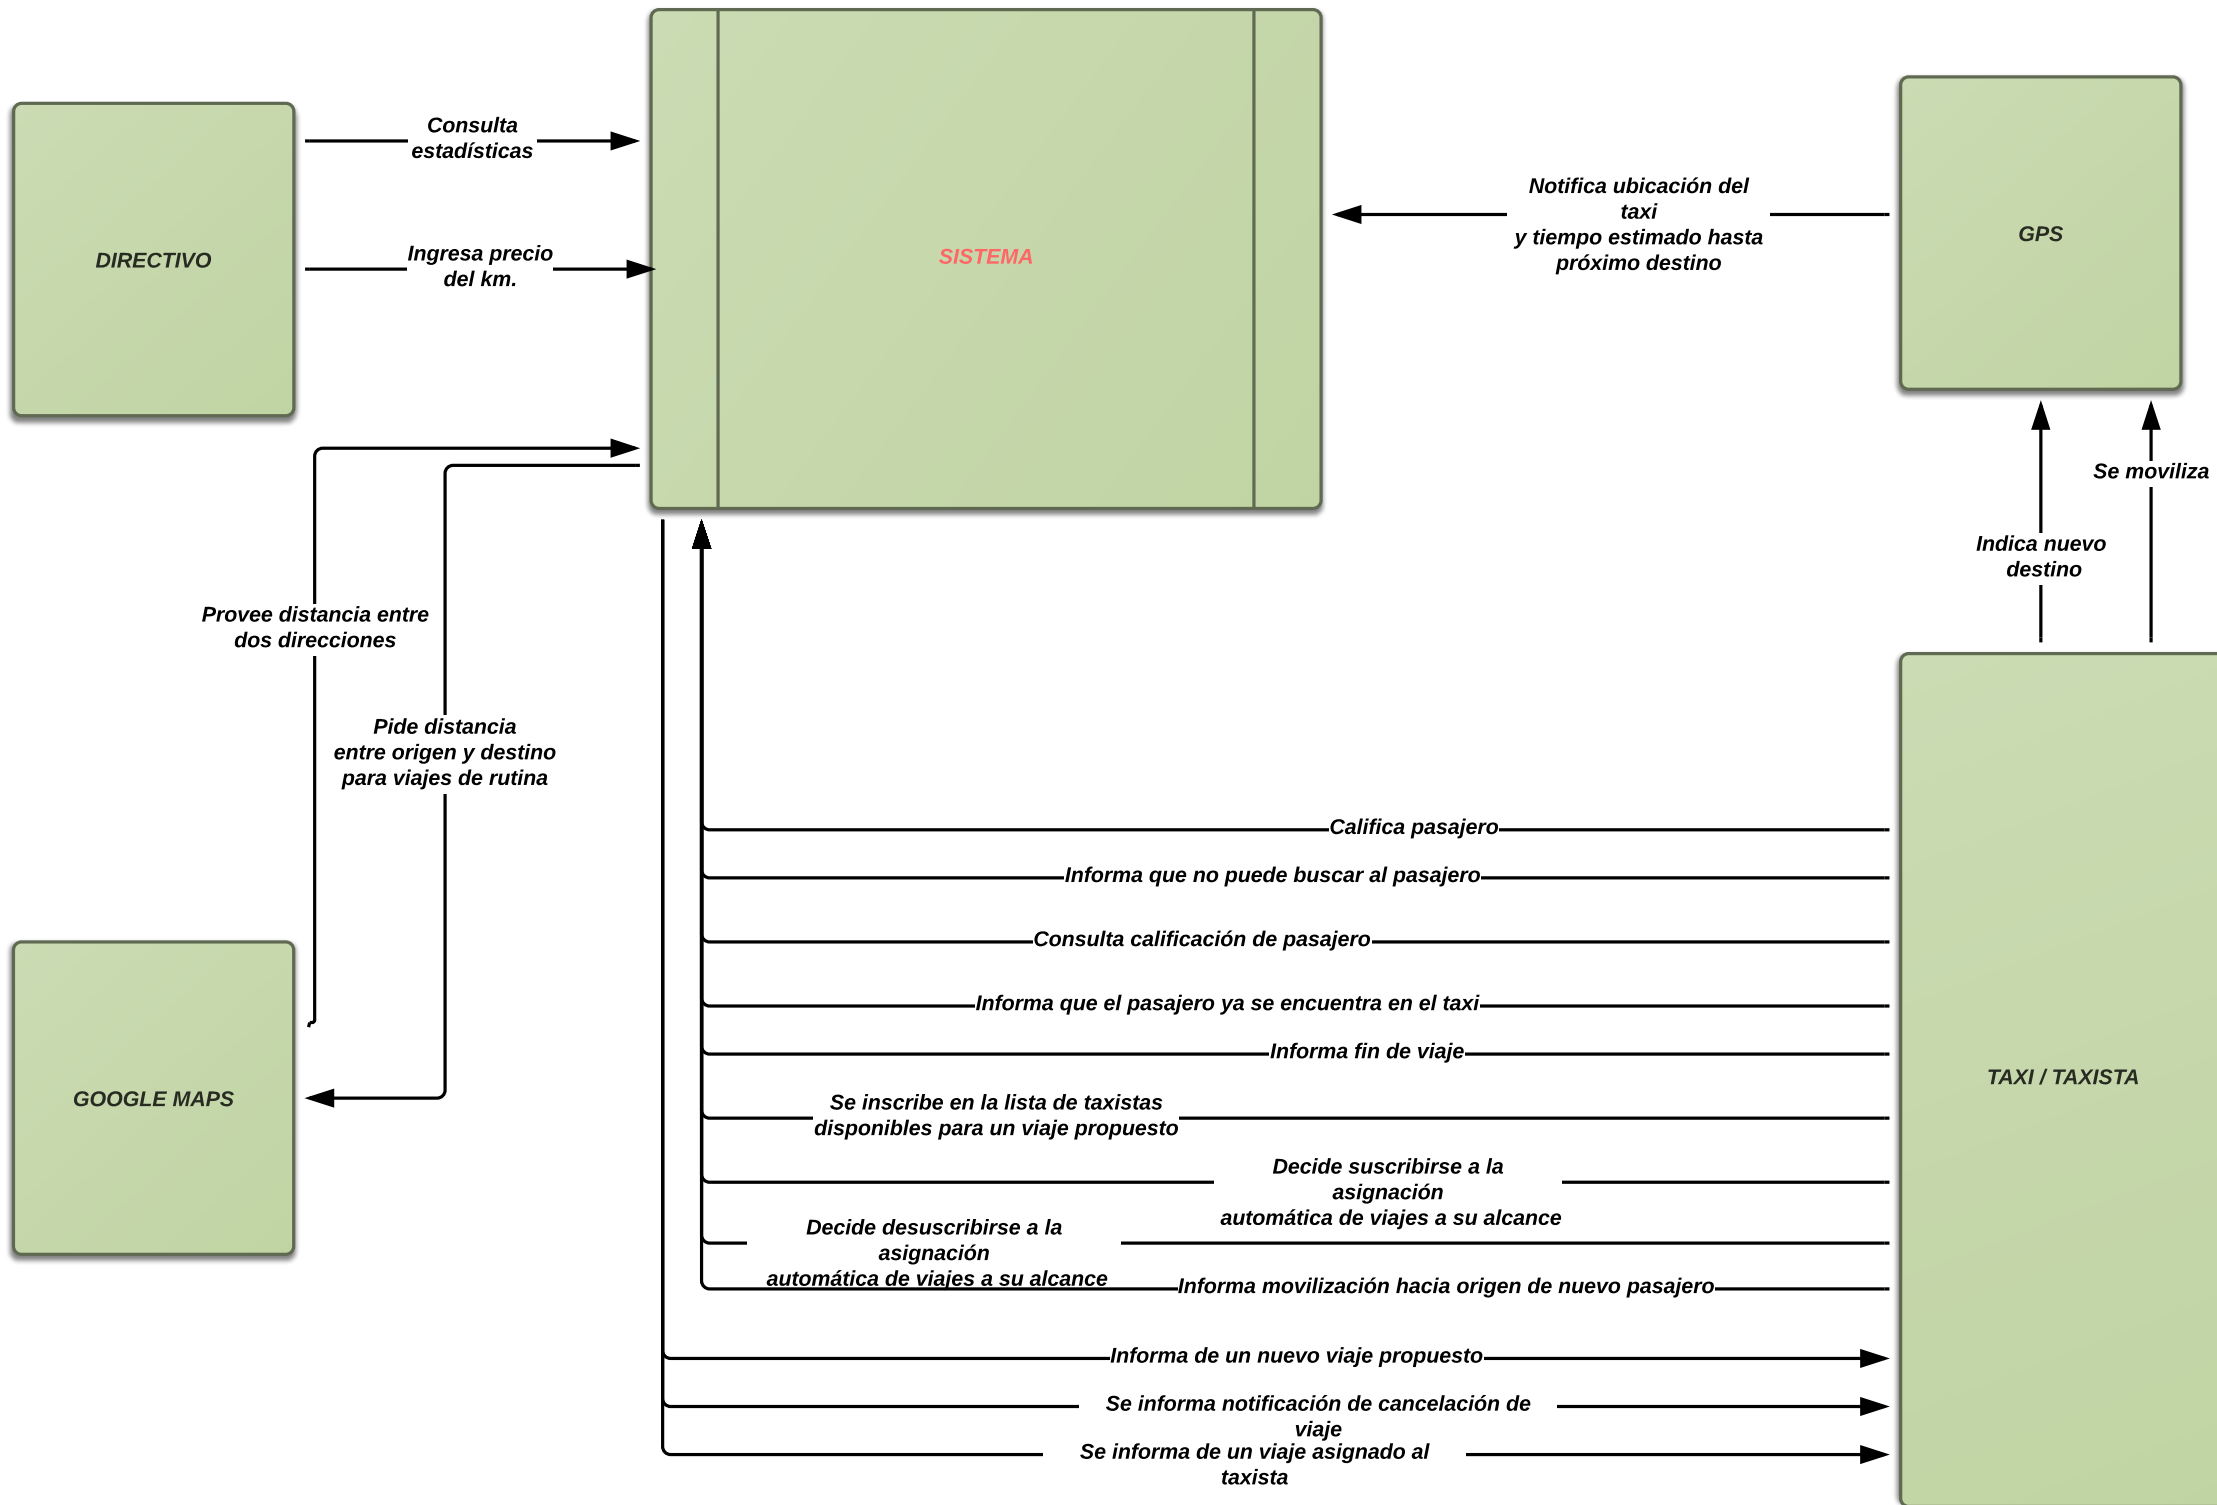 Consulta
estadísticas
DIRECTIVO
Ingresa precio
del km.
SISTEMA
Notifica ubicación del
taxi
y tiempo estimado hasta
próximo destino
GPS
Se moviliza
Indica nuevo
destino
Provee distancia entre
dos direcciones
Pide distancia
entre origen y destino
para viajes de rutina
GOOGLE MAPS
Califica pasajero
Informa que no puede buscar al pasajero
Consulta calificación de pasajero
Informa que el pasajero ya se encuentra en el taxi
Informa fin de viaje
TAXI / TAXISTA
Se inscribe en la lista de taxistas
disponibles para un viaje propuesto
Decide suscribirse a la
asignación
automática de viajes a su alcance
Decide desuscribirse a la
asignación
automática de viajes a su alcance
Informa movilización hacia origen de nuevo pasajero
Informa de un nuevo viaje propuesto
Se informa notificación de cancelación de
viaje
Se informa de un viaje asignado al
taxista